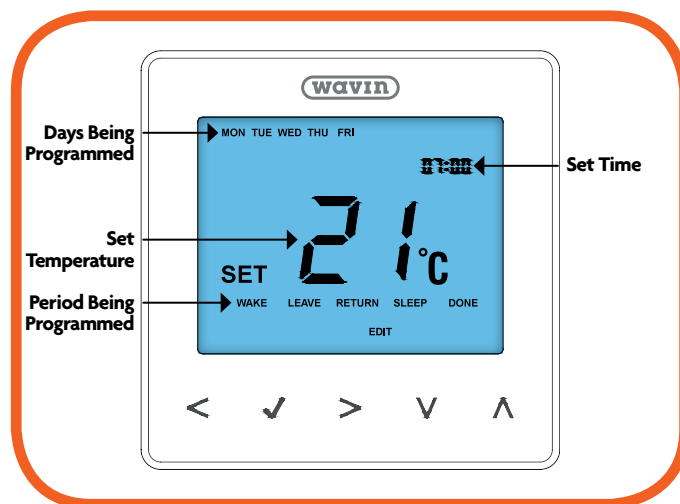 wavin
Days Being
Programmed
MON TUE WED THU FRI
07:00
Set Time
Set
Temperature
21°C
SET
Period Being
Programmed
WAKE LEAVE RETURN SLEEP DONE
EDIT